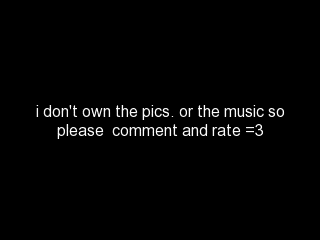 i don't own the pics. or the music so
please  comment and rate =3